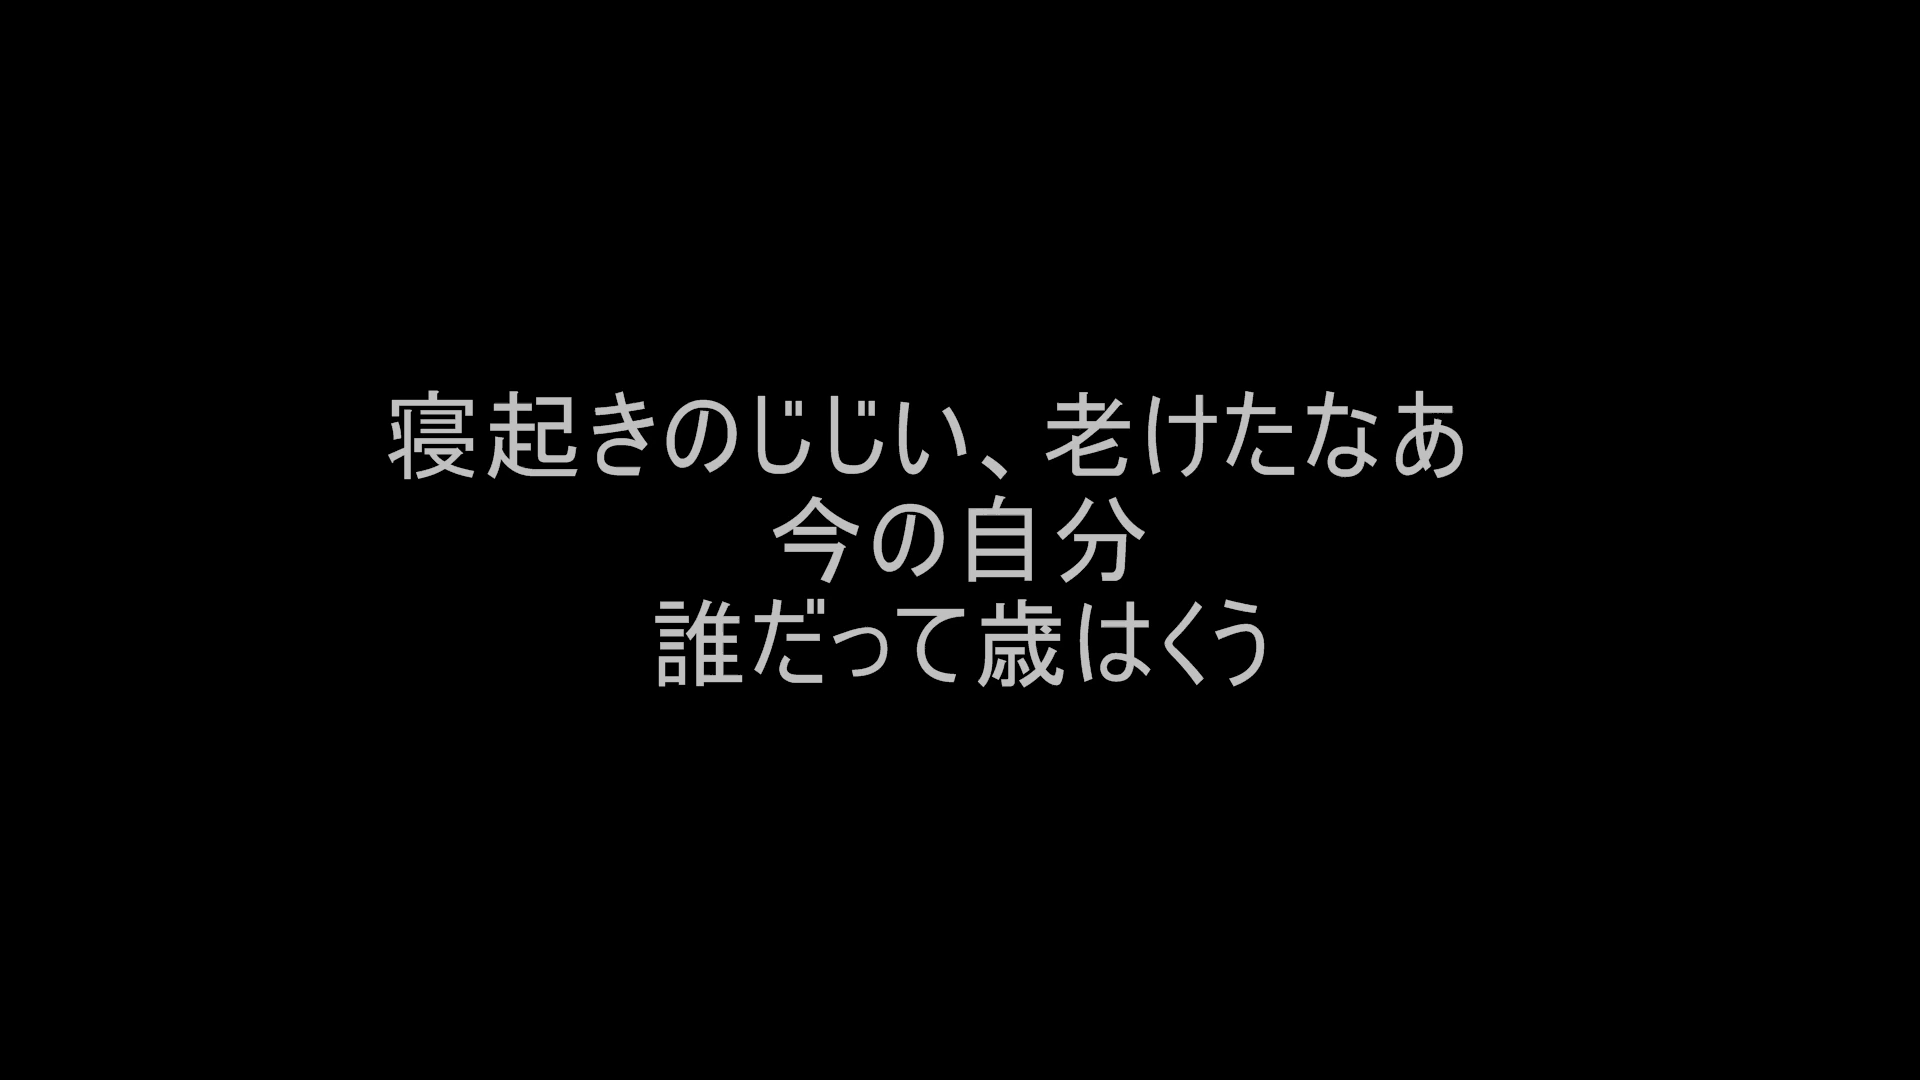 寝起きのじじい、老けたなあ
今の自分
誰だって歳はくう